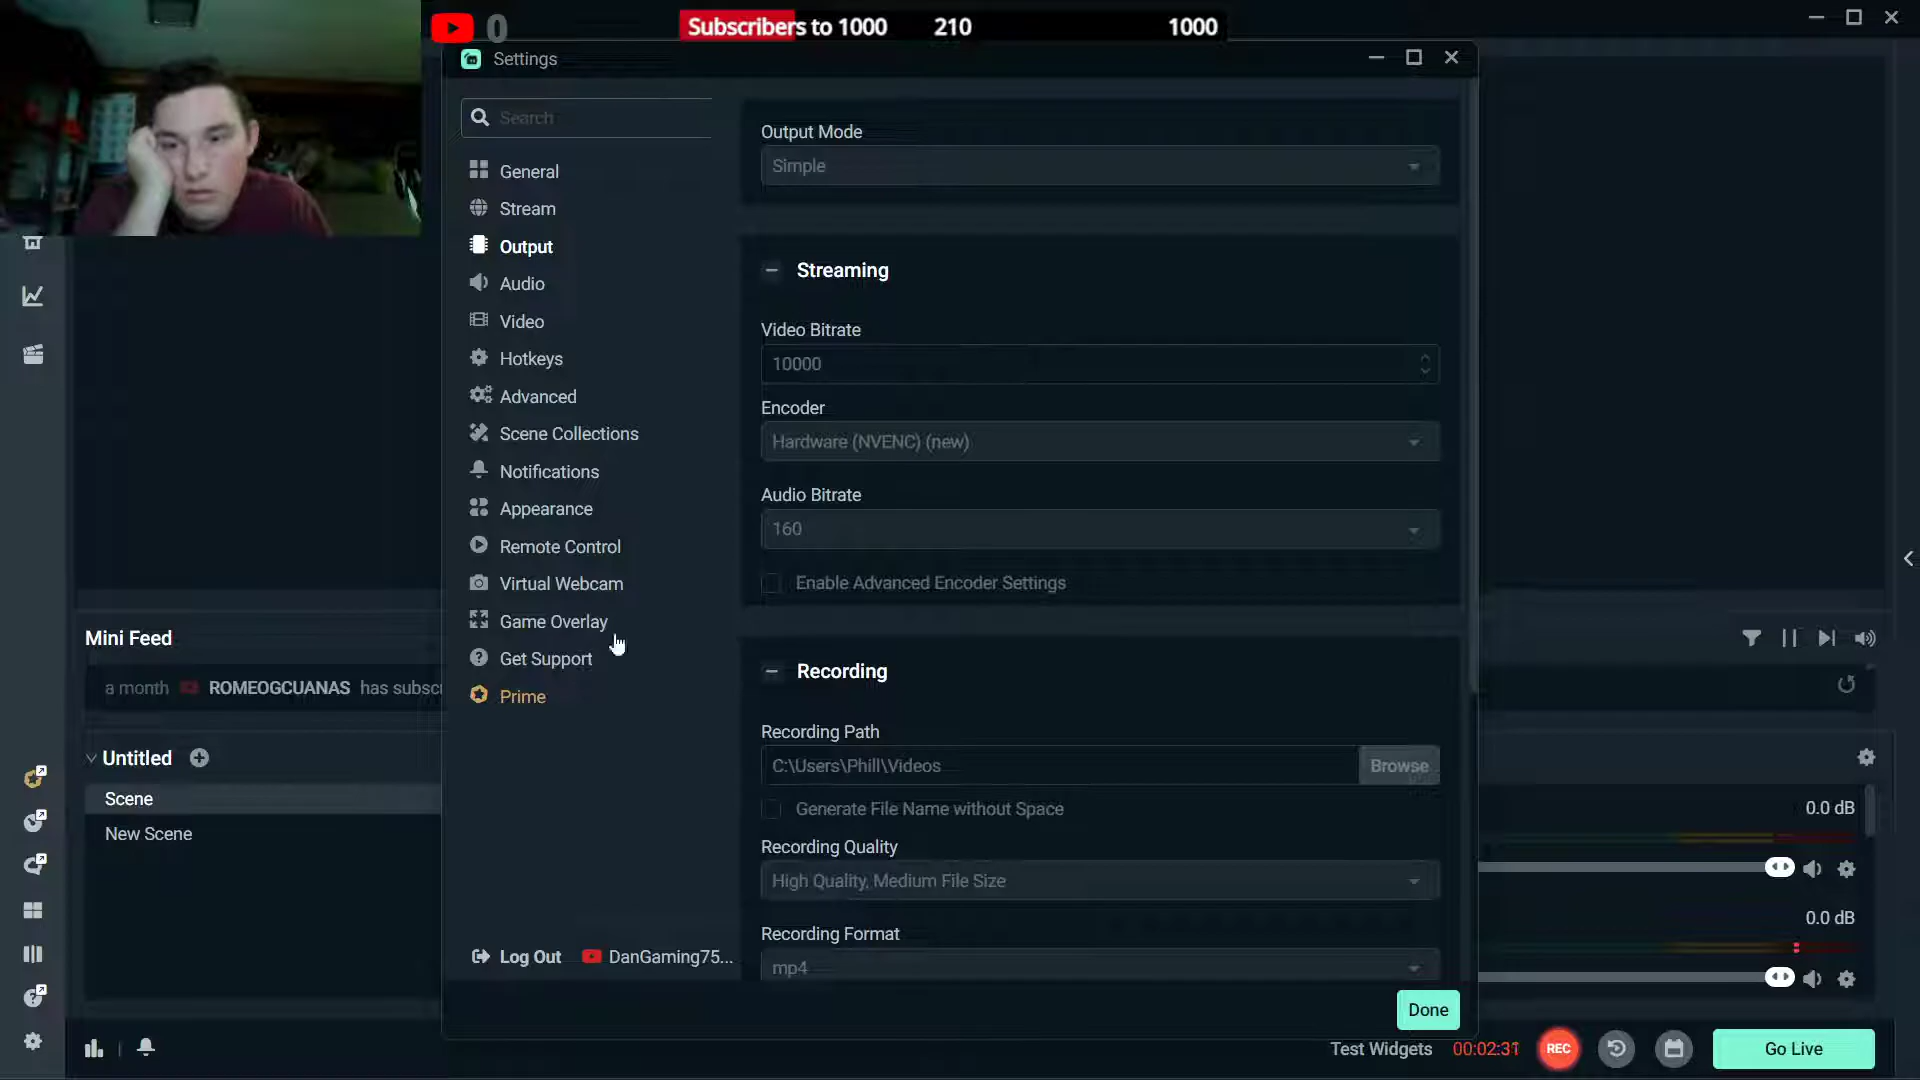 0
Subscribers to 1000 210 1000
Settings
Search
General
Stream
Output
Audio
Video
Hotkeys
Advanced
Scene Collections
Notifications
Appearance
Remote Control
Virtual Webcam
Game Overlay
Get Support
Prime
Log Out DanGaming75...
Output Mode
Simple
Streaming
Video Bitrate
10000
Encoder
Hardware (NVENC) (new)
Audio Bitrate
160
Enable Advanced Encoder Settings
Recording
Recording Path
C:\Users\Phill\Videos Browse
Generate File Name without Space
Recording Quality
High Quality, Medium File Size
Recording Format
mp4
Done
Mini Feed
a month ROMEOGCUANAS has subsc
Untitled
Scene
New Scene
0.0 dB
0.0 dB
Test Widgets 00:02:31 REC Go Live